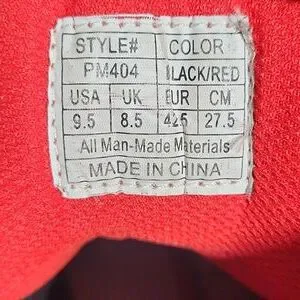 STYLE# COLOR
PM404 BLACK/RED
USA UK EUR CM
9.5 8.5 42.5 27.5
All Man-Made Materials
MADE IN CHINA